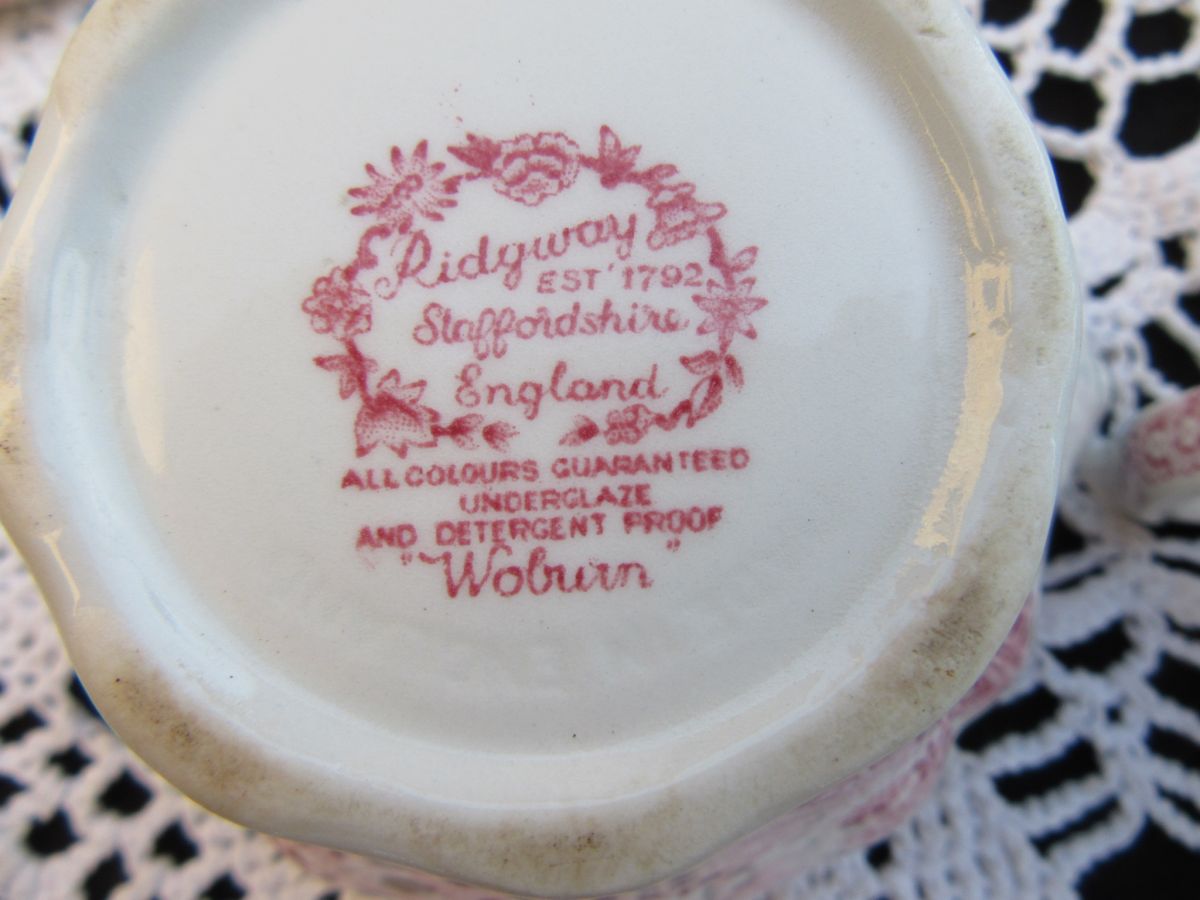 Ridgway
EST' 1792
Staffordshire
England
ALL COLOURS GUARANTEED
UNDERGLAZE
AND DETERGENT PROOF
"Woburn"